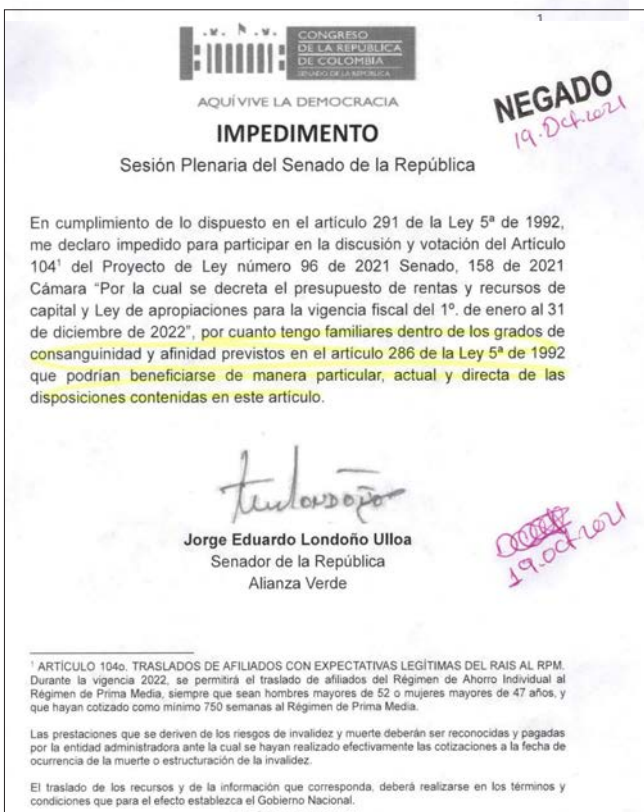 1
CONGRESO
DE LA REPÚBLICA
DE COLOMBIA
SENADO DE LA REPÚBLICA
AQUÍ VIVE LA DEMOCRACIA
NEGADO
19. Oct. 2021
IMPEDIMENTO
Sesión Plenaria del Senado de la República
En cumplimiento de lo dispuesto en el artículo 291 de la Ley 5ª de 1992,
me declaro impedido para participar en la discusión y votación del Artículo
104¹ del Proyecto de Ley número 96 de 2021 Senado, 158 de 2021
Cámara “Por la cual se decreta el presupuesto de rentas y recursos de
capital y Ley de apropiaciones para la vigencia fiscal del 1º. de enero al 31
de diciembre de 2022”, por cuanto tengo familiares dentro de los grados de
consanguinidad y afinidad previstos en el artículo 286 de la Ley 5ª de 1992
que podrían beneficiarse de manera particular, actual y directa de las
disposiciones contenidas en este artículo.
Jorge Eduardo Londoño Ulloa
Senador de la República
Alianza Verde
19. Oct 2021
¹ ARTÍCULO 104o. TRASLADOS DE AFILIADOS CON EXPECTATIVAS LEGÍTIMAS DEL RAIS AL RPM.
Durante la vigencia 2022, se permitirá el traslado de afiliados del Régimen de Ahorro Individual al
Régimen de Prima Media, siempre que sean hombres mayores de 52 o mujeres mayores de 47 años, y
que hayan cotizado como mínimo 750 semanas al Régimen de Prima Media.
Las prestaciones que se deriven de los riesgos de invalidez y muerte deberán ser reconocidas y pagadas
por la entidad administradora ante la cual se hayan realizado efectivamente las cotizaciones a la fecha de
ocurrencia de la muerte o estructuración de la invalidez.
El traslado de los recursos y de la información que corresponda, deberá realizarse en los términos y
condiciones que para el efecto establezca el Gobierno Nacional.